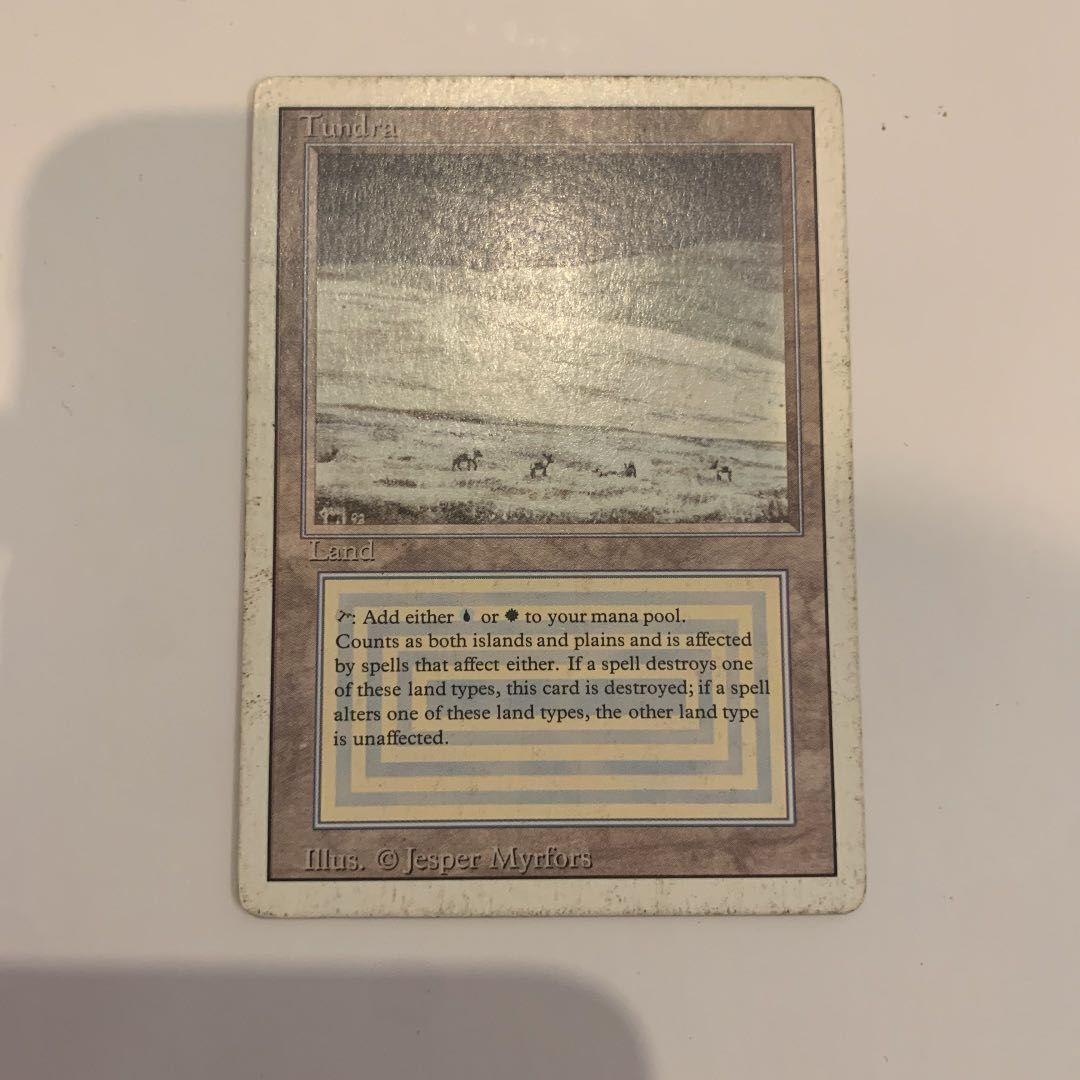 Tundra
Land
: Add either or to your mana pool.
Counts as both islands and plains and is affected
by spells that affect either. If a spell destroys one
of these land types, this card is destroyed; if a spell
alters one of these land types, the other land type
is unaffected.
Illus. © Jesper Myrfors